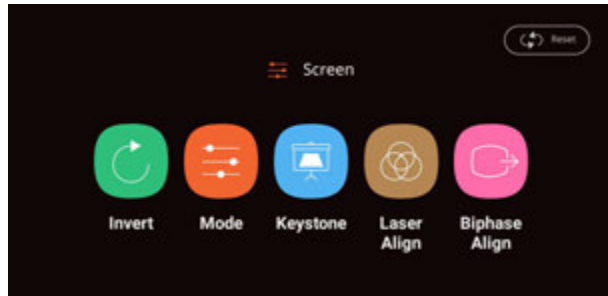 Reset
Screen
Invert
Mode
Keystone
Laser Align
Biphase Align